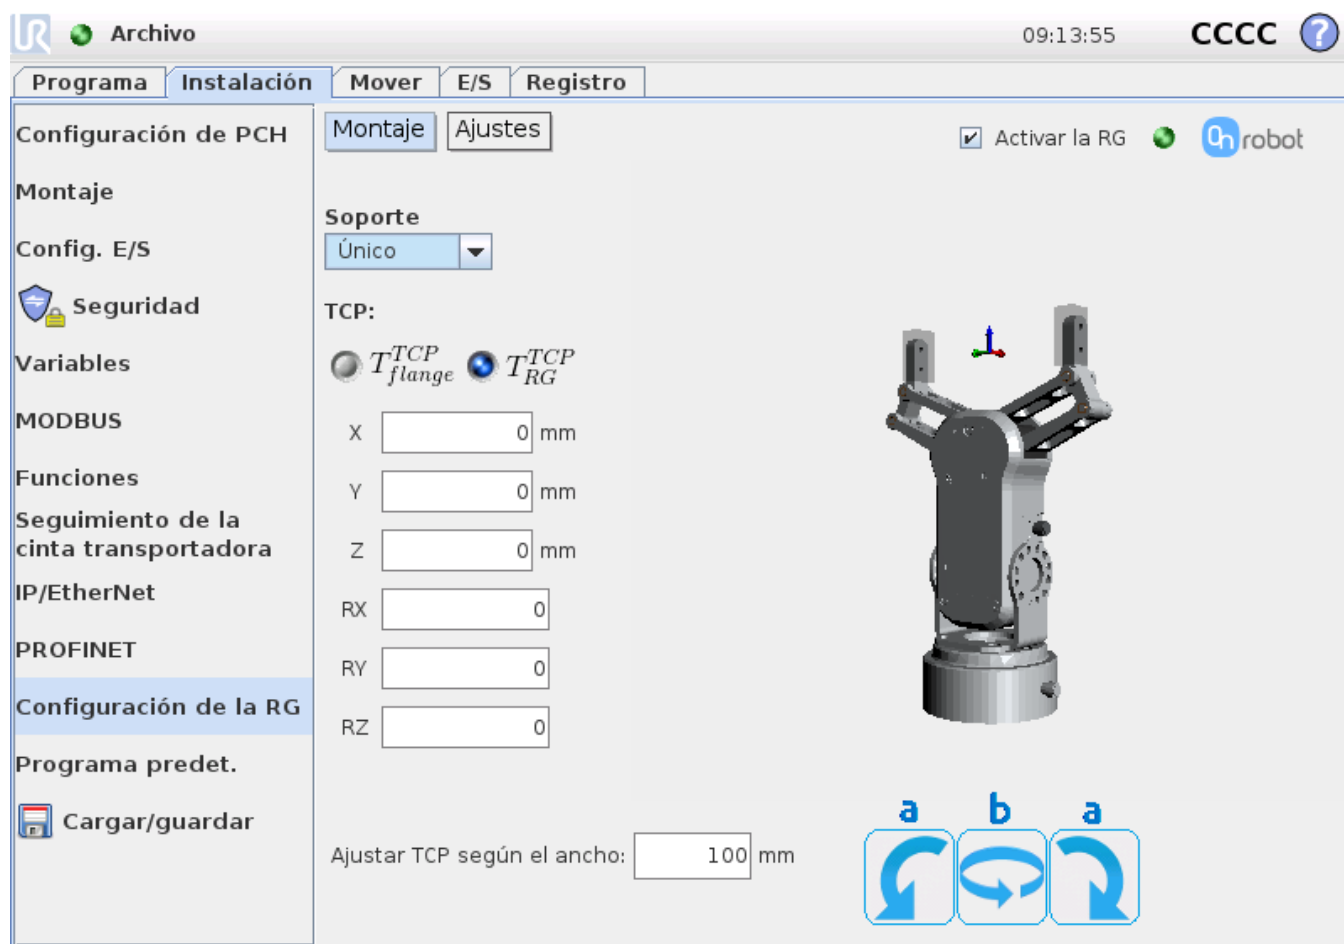 UR Archivo 09:13:55 CCCC ?
Programa Instalación Mover E/S Registro
Configuración de PCH
Montaje
Config. E/S
Seguridad
Variables
MODBUS
Funciones
Seguimiento de la
cinta transportadora
IP/EtherNet
PROFINET
Configuración de la RG
Programa predet.
Cargar/guardar
Montaje Ajustes
Activar la RG On robot
Soporte
Único
TCP:
T^{TCP}_{flange} T^{TCP}_{RG}
X 0 mm
Y 0 mm
Z 0 mm
RX 0
RY 0
RZ 0
Ajustar TCP según el ancho: 100 mm
a b a